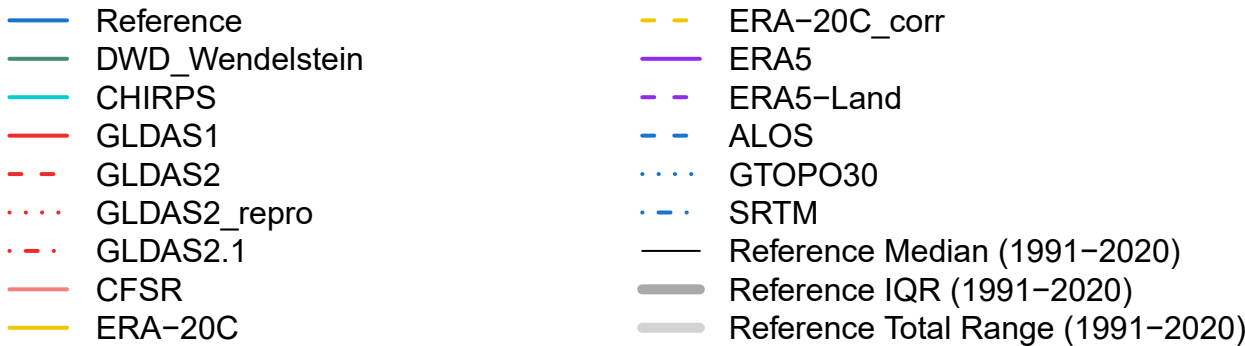 Reference
DWD_Wendelstein
CHIRPS
GLDAS1
GLDAS2
GLDAS2_repro
GLDAS2.1
CFSR
ERA−20C
ERA−20C_corr
ERA5
ERA5−Land
ALOS
GTOPO30
SRTM
Reference Median (1991−2020)
Reference IQR (1991−2020)
Reference Total Range (1991−2020)